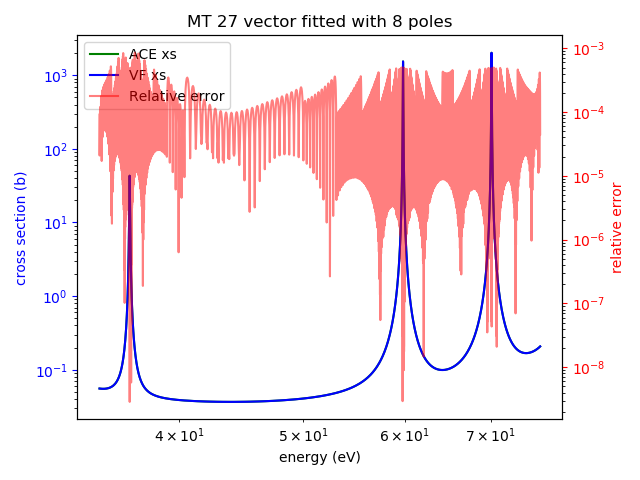 MT 27 vector fitted with 8 poles
ACE xs
VF xs
Relative error
cross section (b)
10³
10²
10¹
10⁰
10⁻¹
10⁻³
10⁻⁴
10⁻⁵
10⁻⁶
10⁻⁷
10⁻⁸
relative error
4 × 10¹
5 × 10¹
6 × 10¹
7 × 10¹
energy (eV)